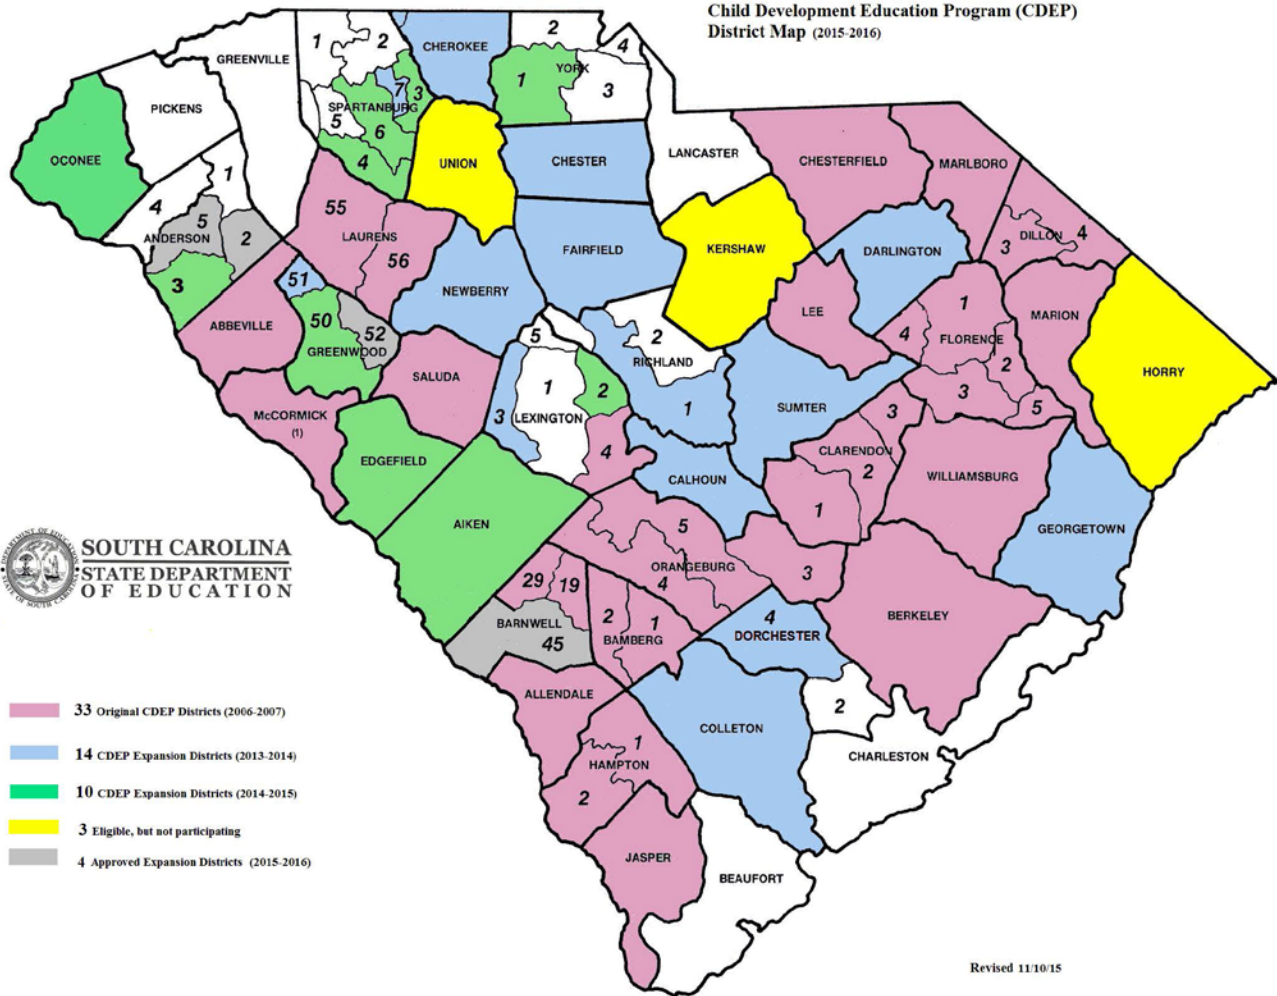 Child Development Education Program (CDEP)
District Map (2015-2016)
GREENVILLE
1
2
CHEROKEE
2
4
PICKENS
7
3
SPARTANBURG
5
6
4
YORK
1
3
OCONEE
UNION
CHESTER
LANCASTER
CHESTERFIELD
MARLBORO
1
4
5
ANDERSON
2
3
55
LAURENS
56
FAIRFIELD
KERSHAW
DARLINGTON
DILLON
4
3
51
NEWBERRY
LEE
1
MARION
ABBEVILLE
50
52
GREENWOOD
5
2
RICHLAND
4
FLORENCE
2
HORRY
SALUDA
1
2
1
SUMTER
3
5
McCORMICK
(1)
3
LEXINGTON
4
3
CLARENDON
2
1
WILLIAMSBURG
EDGEFIELD
CALHOUN
AIKEN
5
ORANGEBURG
4
3
GEORGETOWN
SOUTH CAROLINA
STATE DEPARTMENT
OF EDUCATION
DEPARTMENT OF EDUCATION
STATE OF SOUTH CAROLINA
29
19
BARNWELL
45
2
1
BAMBERG
4
DORCHESTER
BERKELEY
ALLENDALE
2
COLLETON
CHARLESTON
1
HAMPTON
2
JASPER
BEAUFORT
33 Original CDEP Districts (2006-2007)
14 CDEP Expansion Districts (2013-2014)
10 CDEP Expansion Districts (2014-2015)
3 Eligible, but not participating
4 Approved Expansion Districts (2015-2016)
Revised 11/10/15